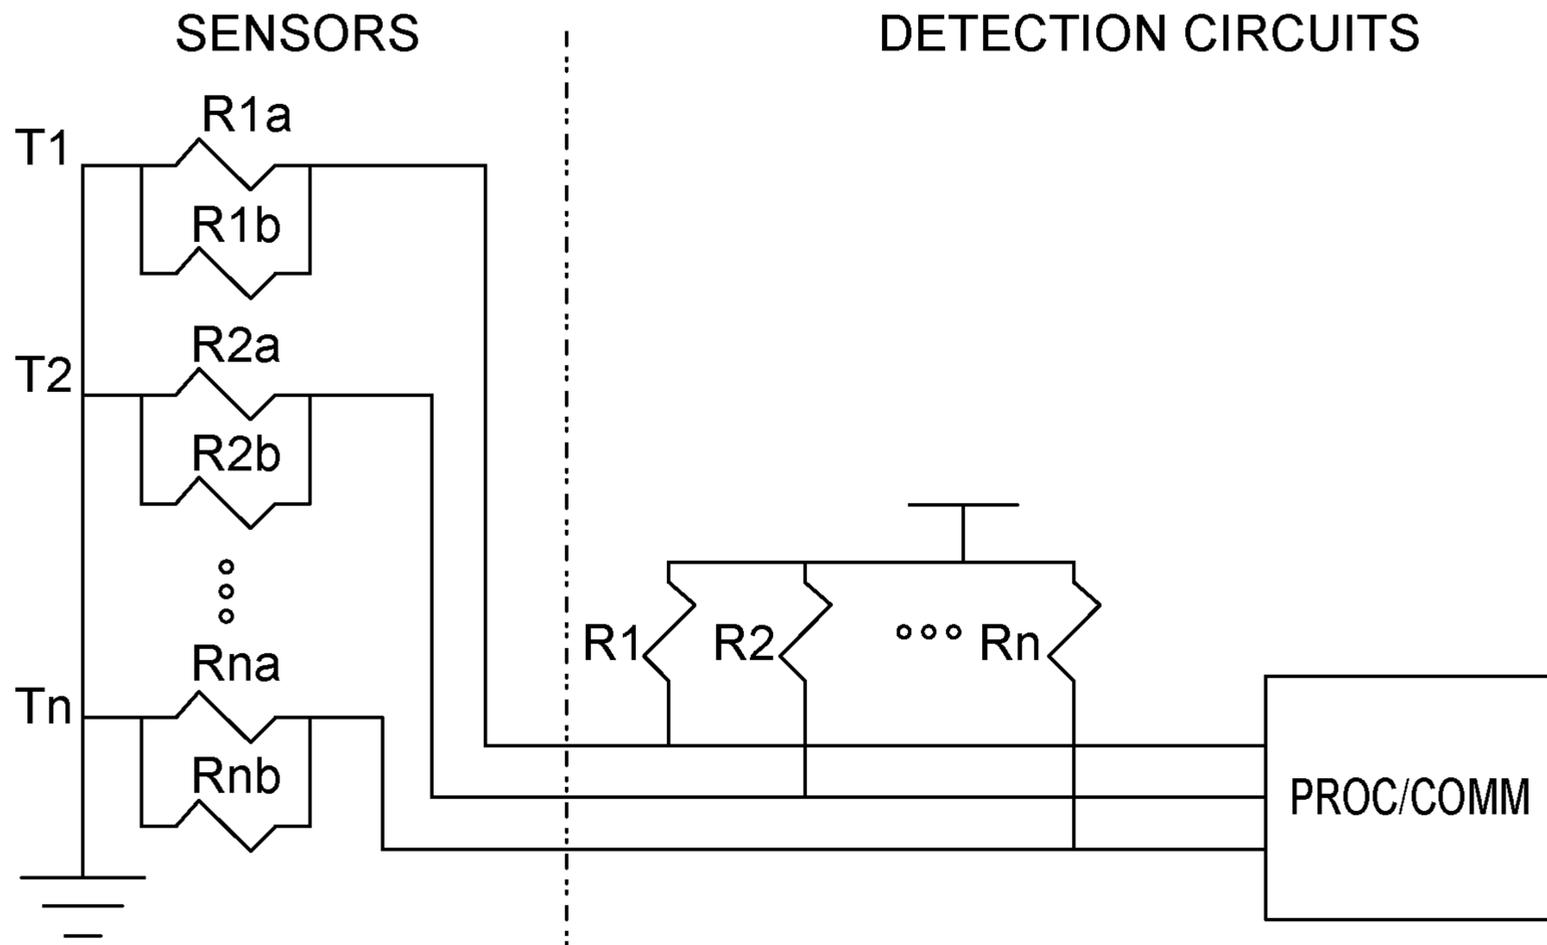 SENSORS
DETECTION CIRCUITS
R1a
T1
R1b
R2a
T2
R2b
Rna
Tn
Rnb
R1
R2
Rn
PROC/COMM